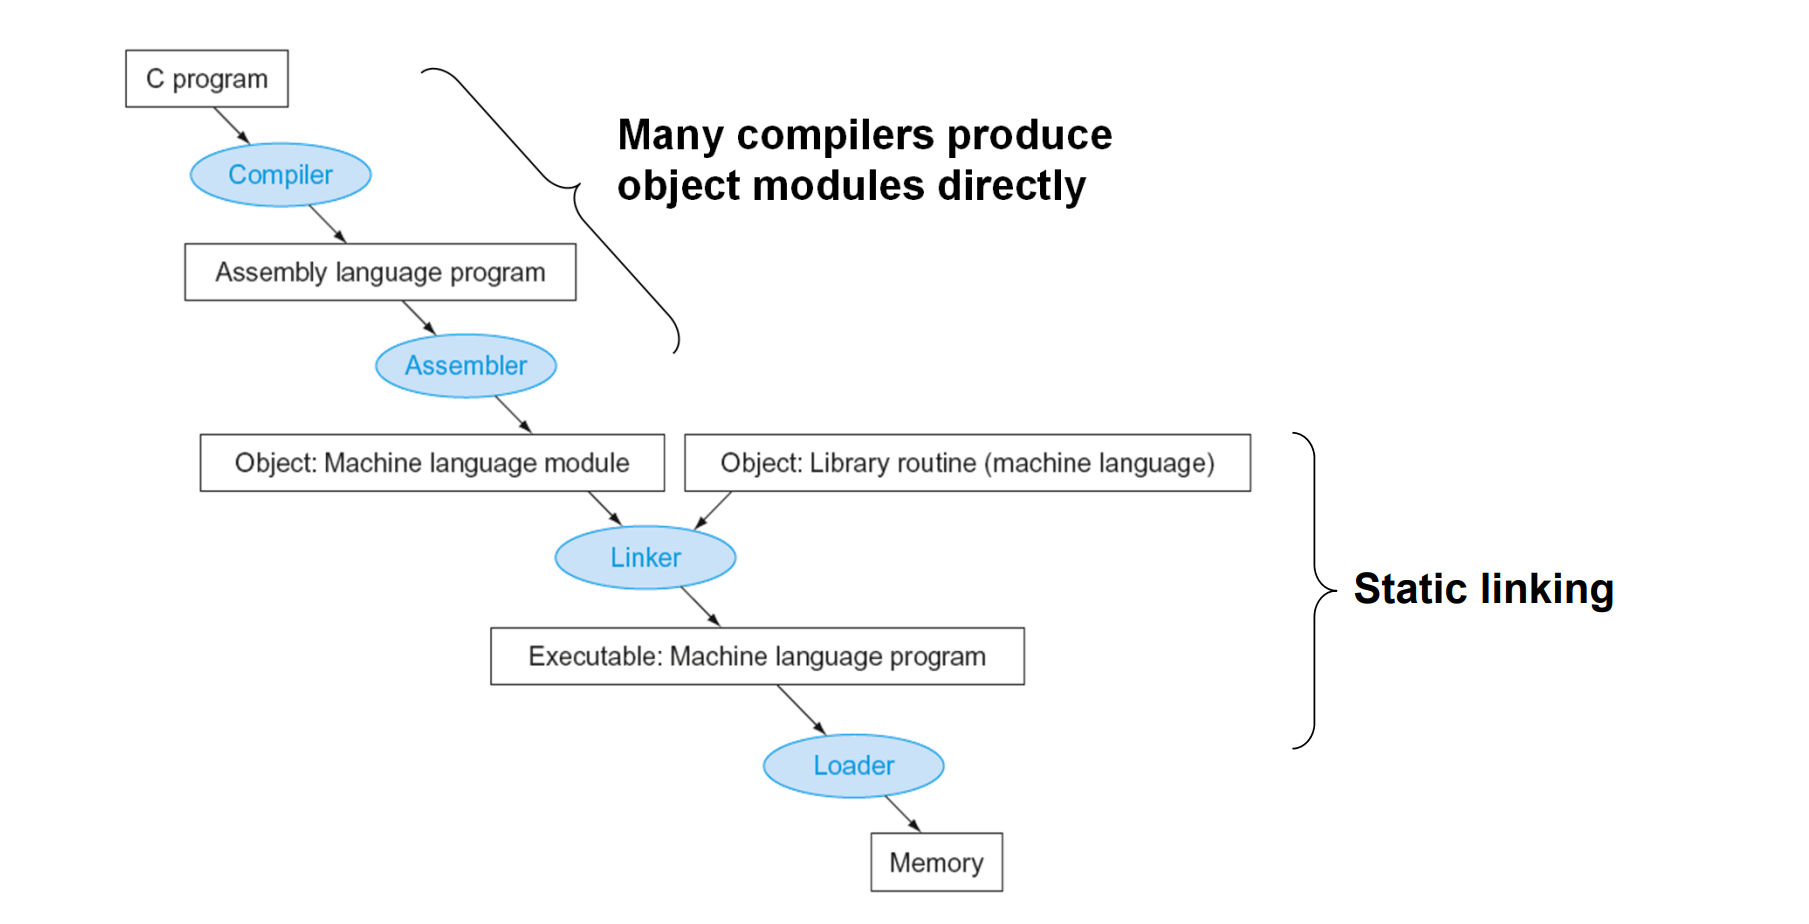 C program
Many compilers produce
object modules directly
Compiler
Assembly language program
Assembler
Object: Machine language module
Object: Library routine (machine language)
Linker
Static linking
Executable: Machine language program
Loader
Memory